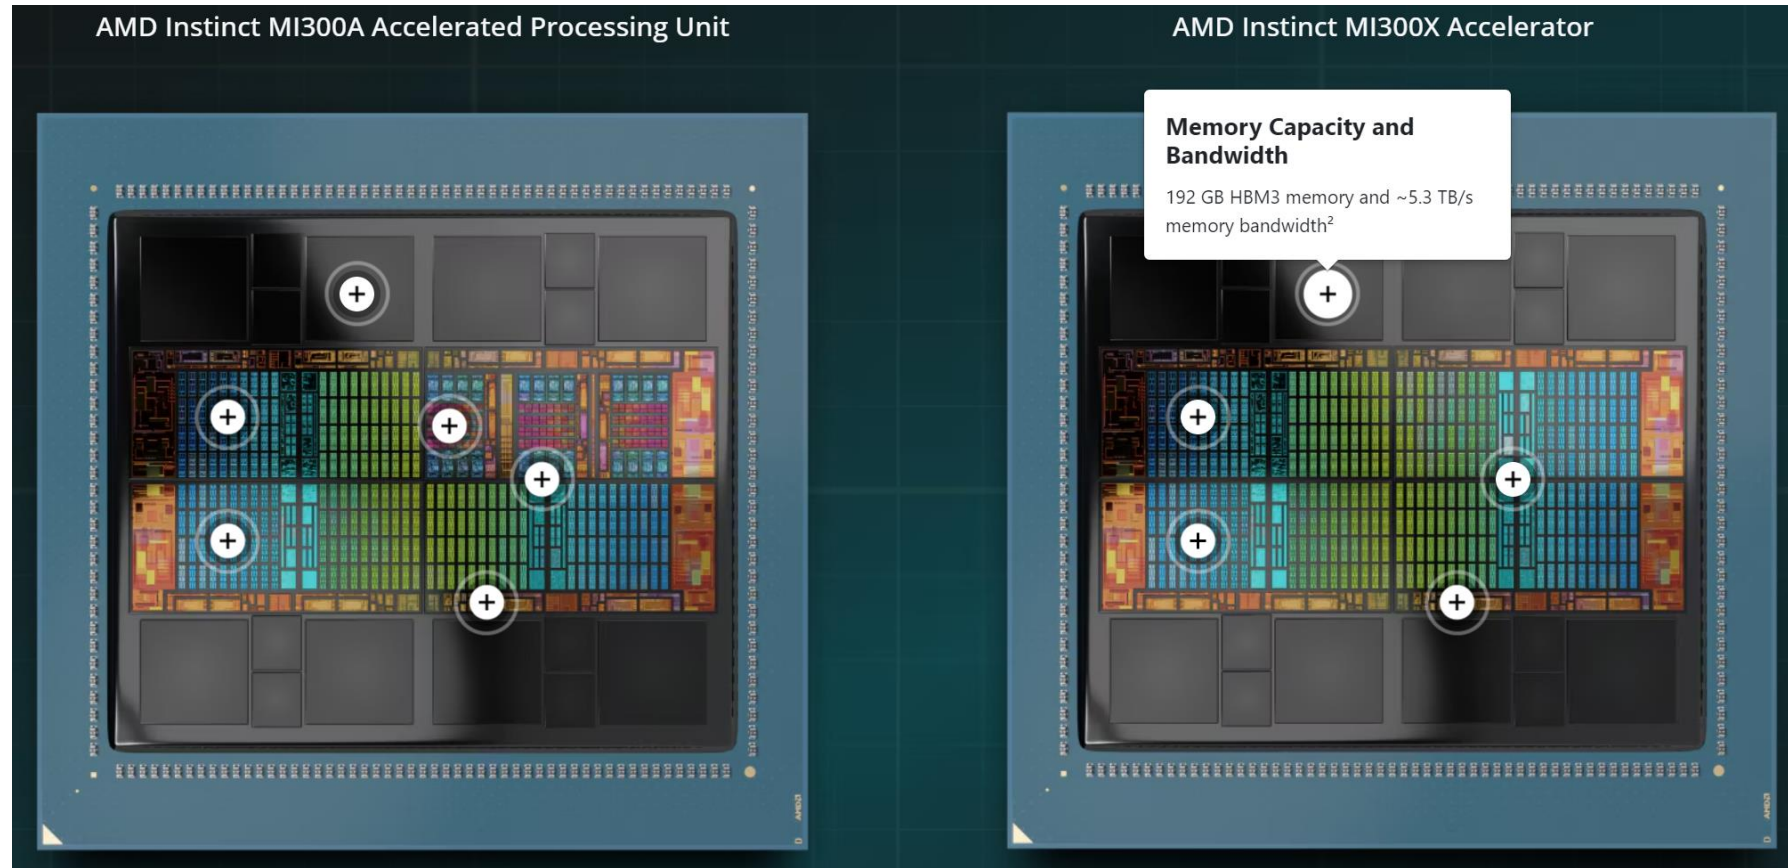 AMD Instinct MI300A Accelerated Processing Unit
AMD Instinct MI300X Accelerator
Memory Capacity and
Bandwidth
192 GB HBM3 memory and ~5.3 TB/s
memory bandwidth²